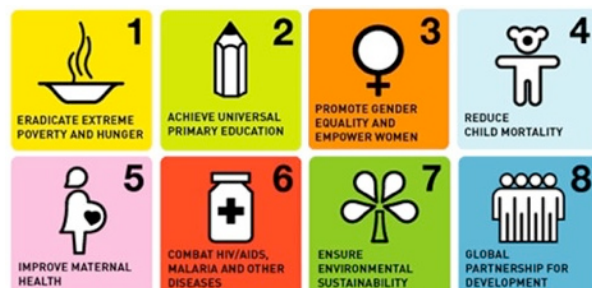 1
ERADICATE EXTREME
POVERTY AND HUNGER
2
ACHIEVE UNIVERSAL
PRIMARY EDUCATION
3
PROMOTE GENDER
EQUALITY AND
EMPOWER WOMEN
4
REDUCE
CHILD MORTALITY
5
IMPROVE MATERNAL
HEALTH
6
COMBAT HIV/AIDS,
MALARIA AND OTHER
DISEASES
7
ENSURE
ENVIRONMENTAL
SUSTAINABILITY
8
GLOBAL
PARTNERSHIP FOR
DEVELOPMENT